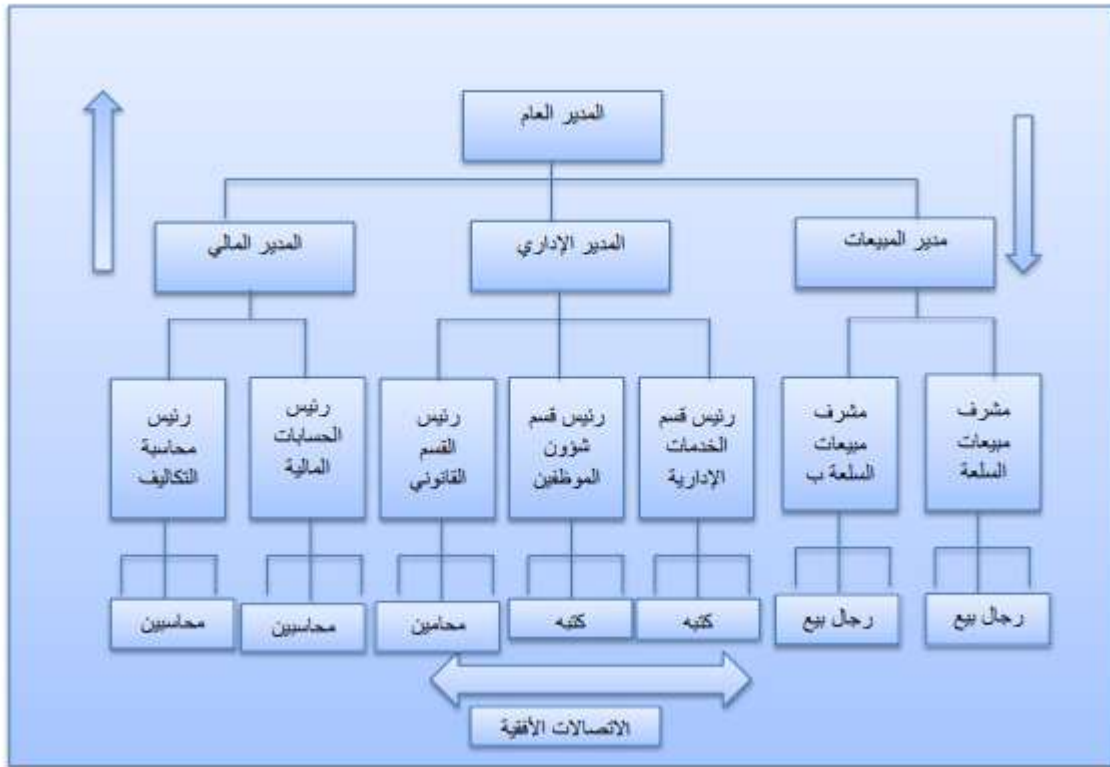 المدير العام
مدير المبيعات
المدير الإداري
المدير المالي
مشرف
مبيعات
السلعة
مشرف
مبيعات
السلعة ب
رئيس قسم
الخدمات
الإدارية
رئيس قسم
شؤون
الموظفين
رئيس
القسم
القانوني
رئيس
الحسابات
المالية
رئيس
محاسبة
التكاليف
رجال بيع
رجال بيع
كتبه
كتبه
محامين
محاسبين
محاسبين
الاتصالات الأفقية